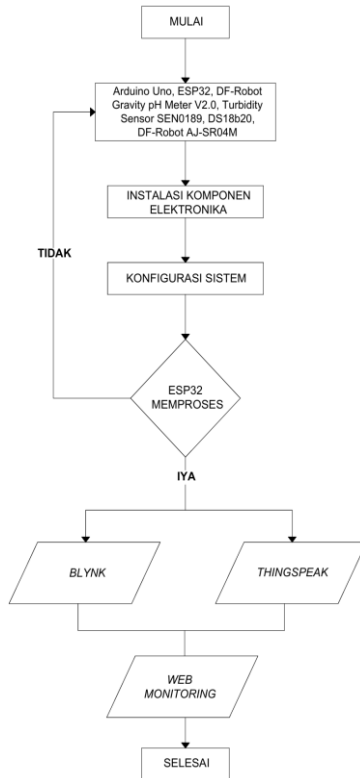 MULAI
Arduino Uno, ESP32, DF-Robot
Gravity pH Meter V2.0, Turbidity
Sensor SEN0189, DS18b20,
DF-Robot AJ-SR04M
INSTALASI KOMPONEN
ELEKTRONIKA
TIDAK
KONFIGURASI SISTEM
ESP32
MEMPROSES
IYA
BLYNK
THINGSPEAK
WEB
MONITORING
SELESAI